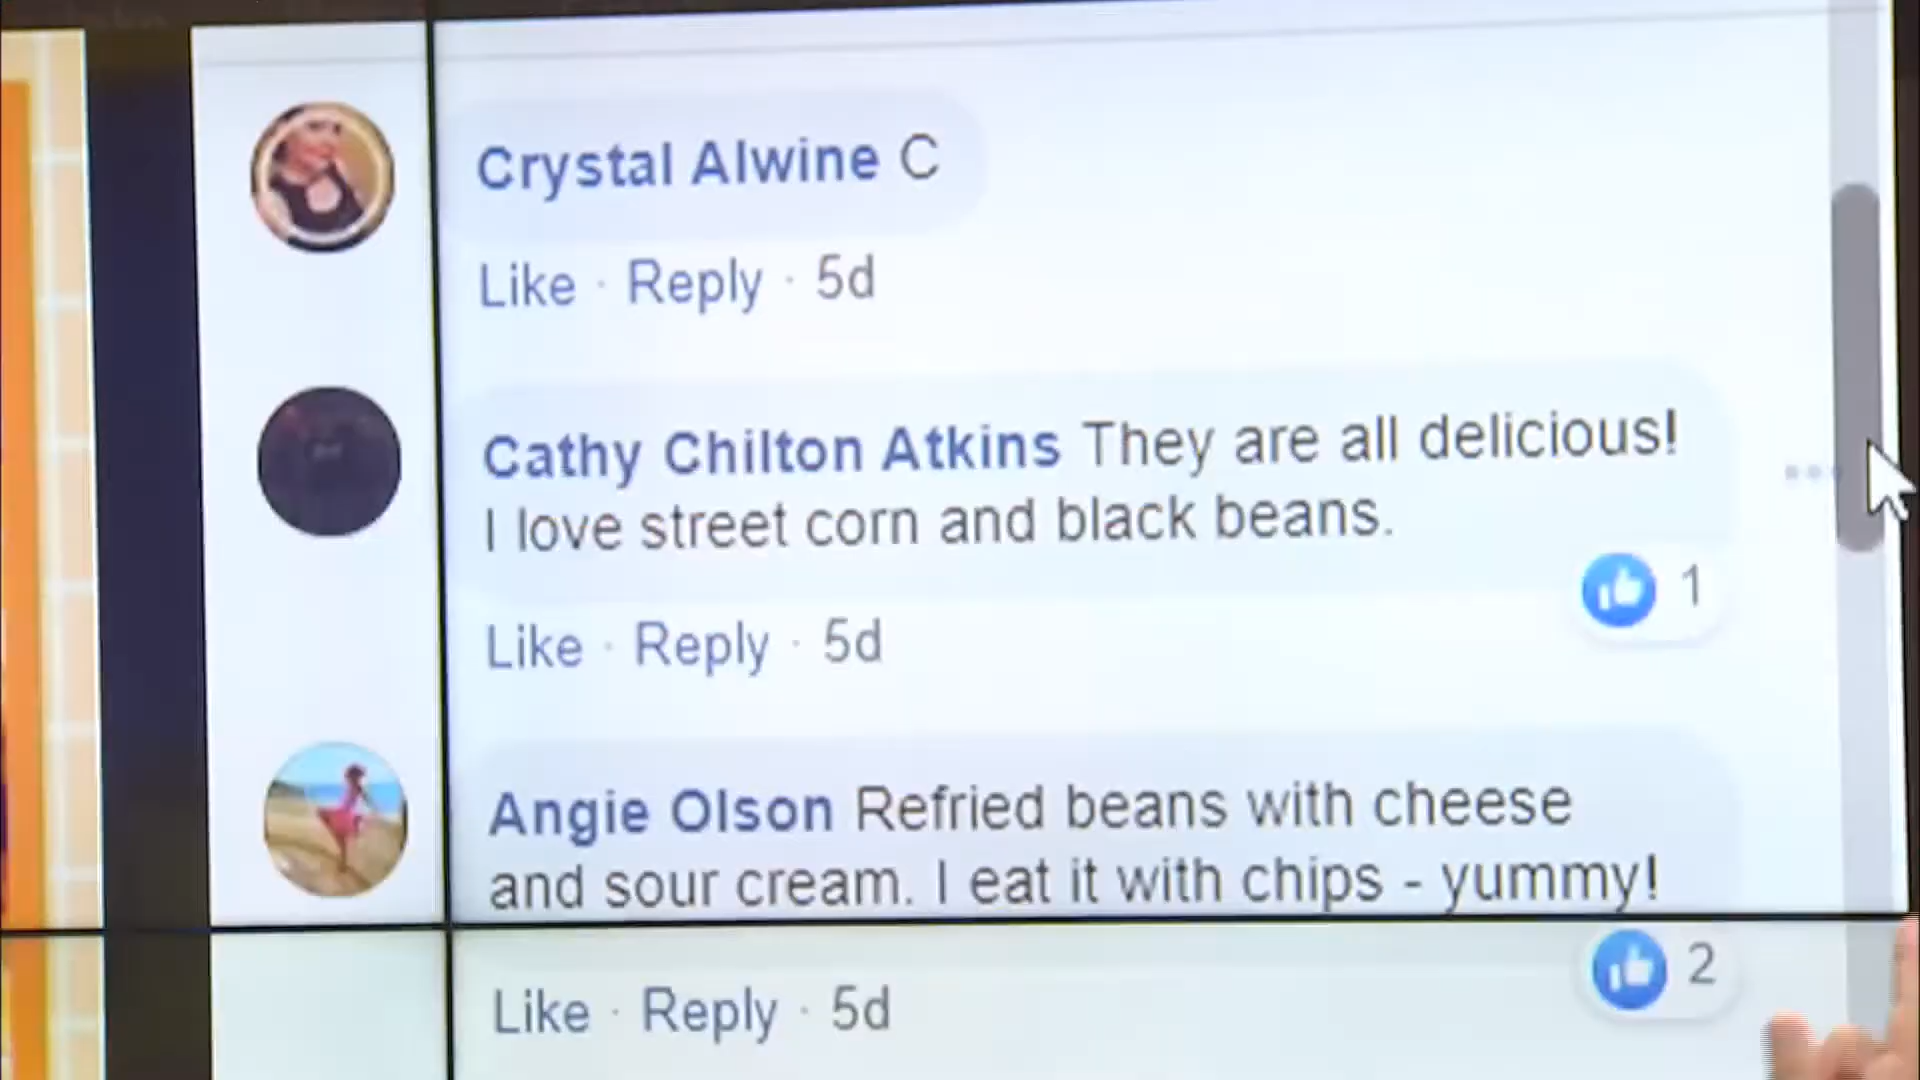 Crystal Alwine C
Like · Reply · 5d
Cathy Chilton Atkins They are all delicious!
I love street corn and black beans.
1
Like · Reply · 5d
Angie Olson Refried beans with cheese
and sour cream. I eat it with chips - yummy!
2
Like · Reply · 5d